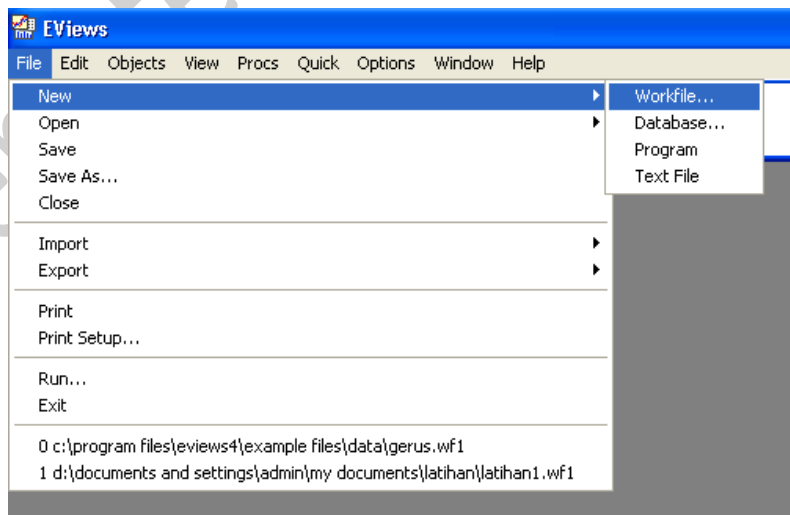 EViews
File Edit Objects View Procs Quick Options Window Help
New
Open
Save
Save As...
Close
Import
Export
Print
Print Setup...
Run...
Exit
0 c:\program files\eviews4\example files\data\gerus.wf1
1 d:\documents and settings\admin\my documents\latihan\latihan1.wf1
Workfile...
Database...
Program
Text File